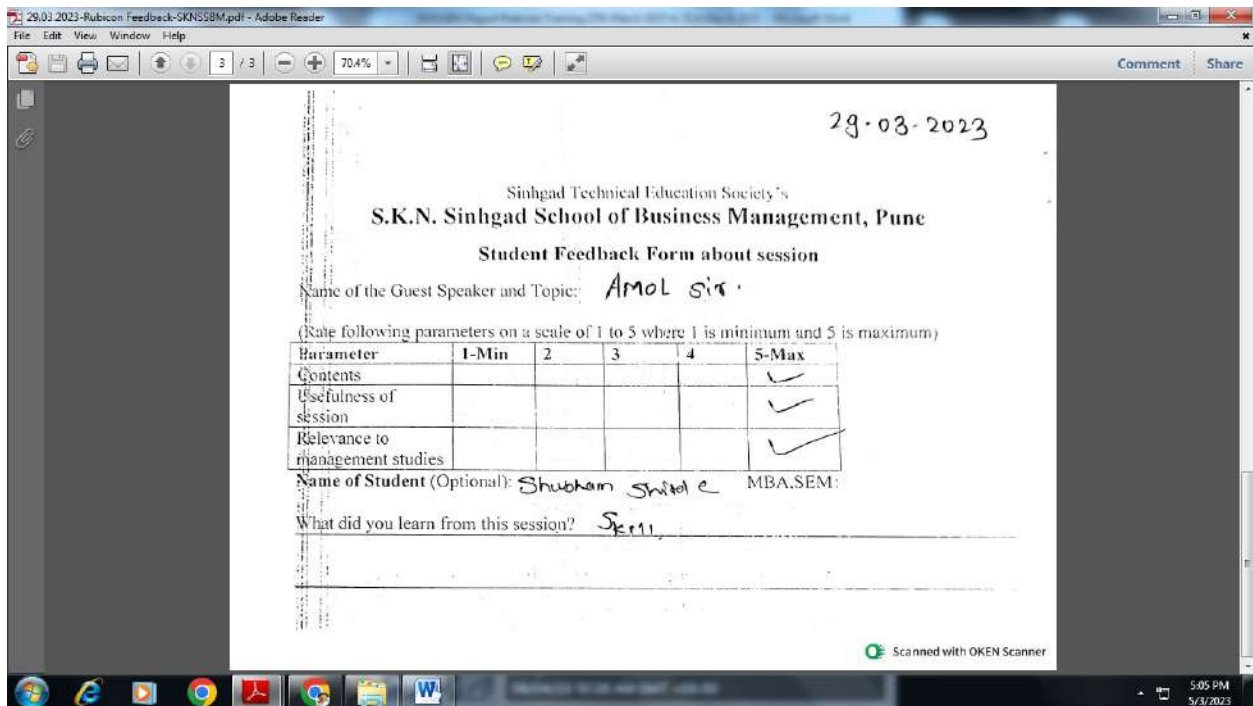 29.03.2023-Rubicon Feedback-SKNSSBM.pdf - Adobe Reader
File Edit View Window Help
3 / 3 70.4% Comment Share
29.03.2023
Sinhgad Technical Education Society's
S.K.N. Sinhgad School of Business Management, Pune
Student Feedback Form about session
Name of the Guest Speaker and Topic: AMOL sir.
(Rate following parameters on a scale of 1 to 5 where 1 is minimum and 5 is maximum)
Parameter 1-Min 2 3 4 5-Max
Contents
Usefulness of
session
Relevance to
management studies
Name of Student (Optional): Shubham MBA.SEM:
What did you learn from this session? Skill
Scanned with OKEN Scanner
5:05 PM
5/3/2023